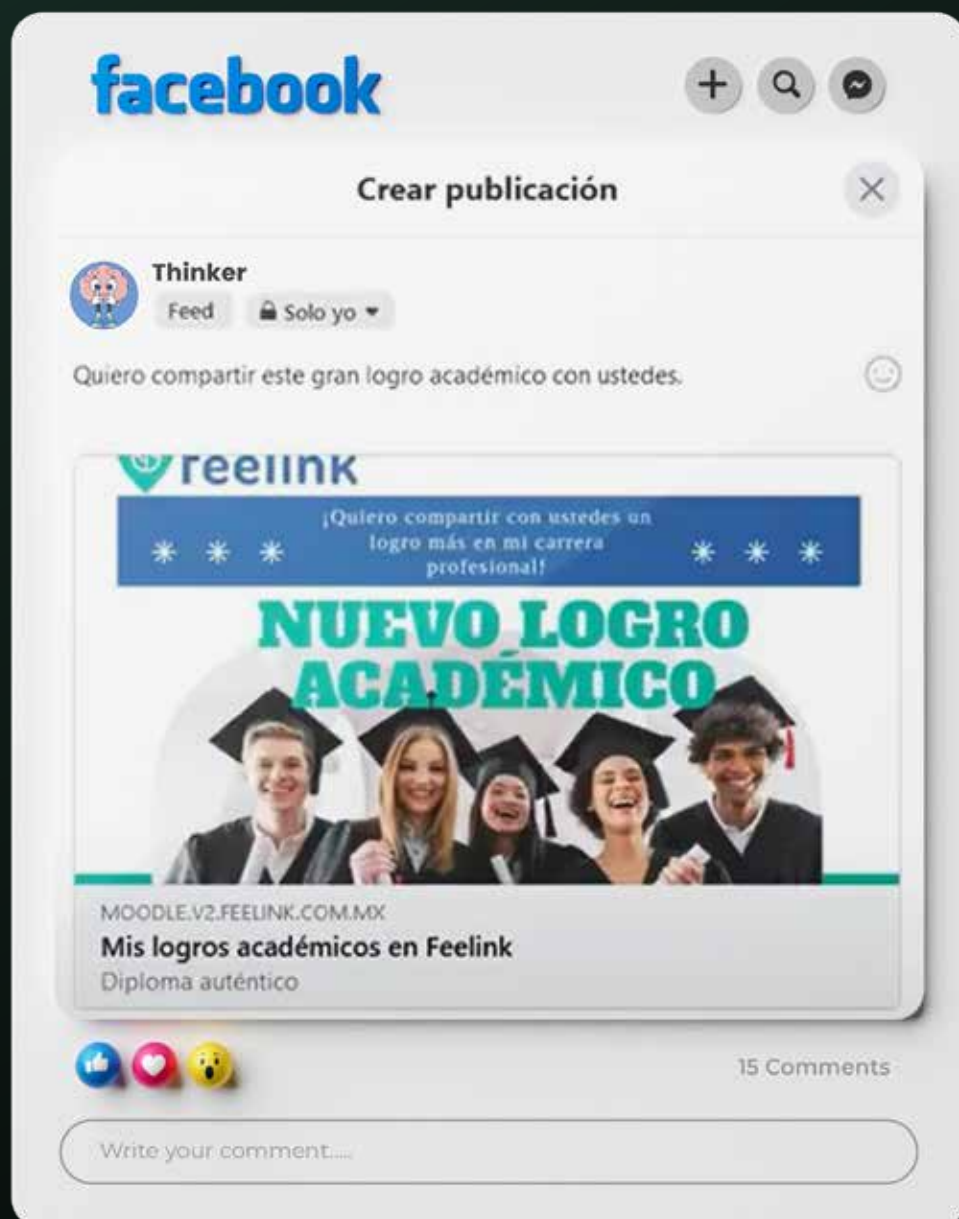 facebook
Crear publicación
Thinker
Feed
Solo yo
Quiero compartir este gran logro académico con ustedes.
feelink
¡Quiero compartir con ustedes un
logro más en mi carrera
profesional!
NUEVO LOGRO
ACADÉMICO
MOODLE.V2.FEELINK.COM.MX
Mis logros académicos en Feelink
Diploma auténtico
15 Comments
Write your comment.....